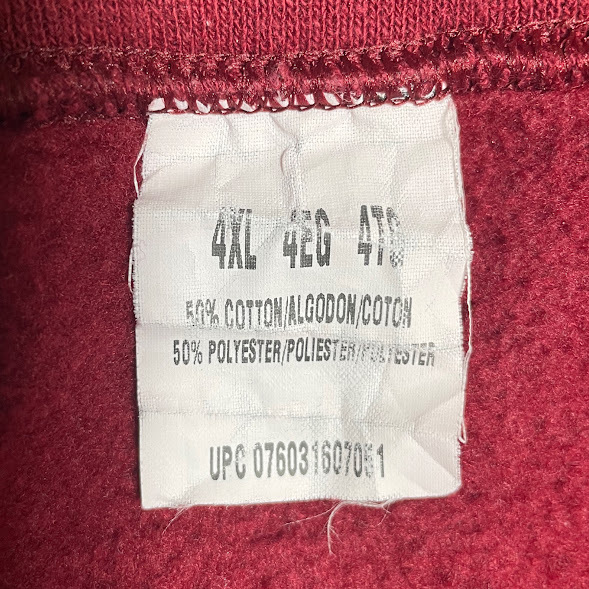 4XL 4EG 4TG
50% COTTON/ALGODON/COTON
50% POLYESTER/POLIESTER/POLYESTER
UPC 076031607051